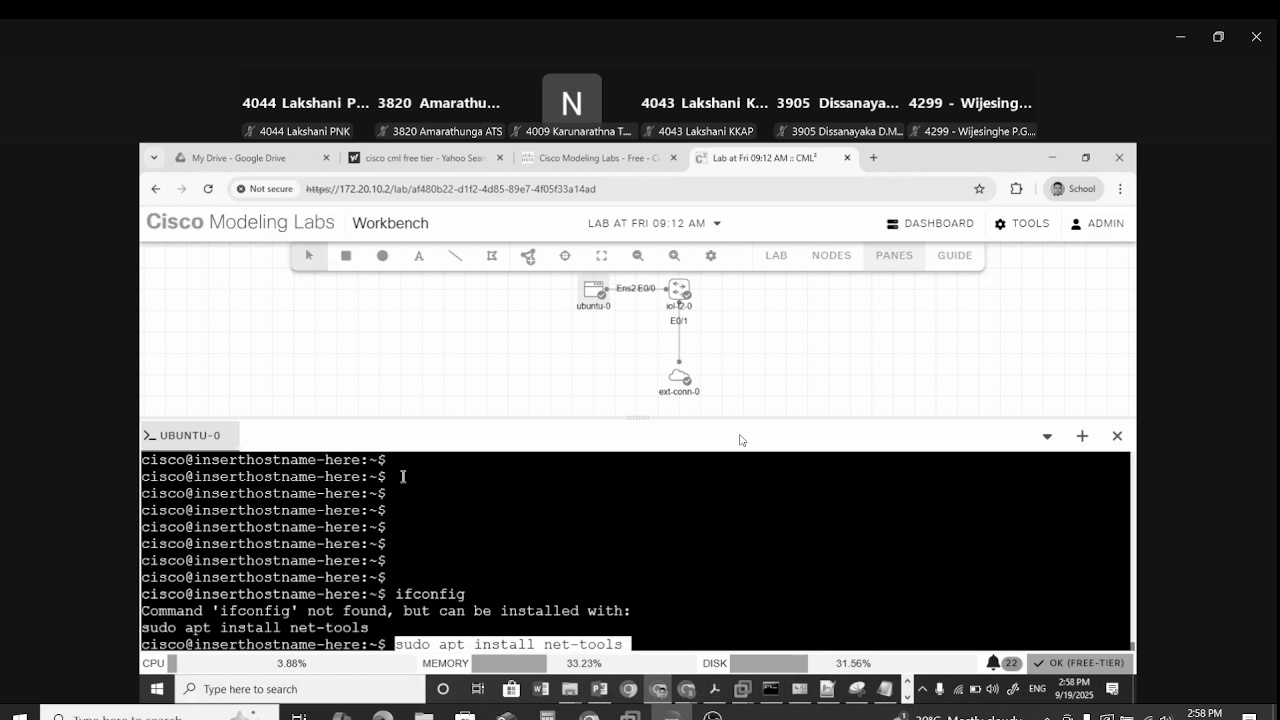 4044 Lakshani P... 3820 Amarathu... N 4043 Lakshani K... 3905 Dissanaya... 4299 - Wijesing...
4044 Lakshani PNK 3820 Amarathunga ATS 4009 Karunarathna T... 4043 Lakshani KKAP 3905 Dissanayaka D.M... 4299 - Wijesinghe P.G....
My Drive - Google Drive cisco cml free tier - Yahoo Sear Cisco Modeling Labs - Free - C Lab at Fri 09:12 AM :: CML²
Not secure https://172.20.10.2/lab/af480b22-d1f2-4d85-89e7-4f05f33a14ad School
Cisco Modeling Labs Workbench LAB AT FRI 09:12 AM DASHBOARD TOOLS ADMIN
A LAB NODES PANES GUIDE
Ens2 E0/0
ubuntu-0 iol-l2-0
E0/1
ext-conn-0
>_ UBUNTU-0
cisco@inserthostname-here:~$
cisco@inserthostname-here:~$
cisco@inserthostname-here:~$
cisco@inserthostname-here:~$
cisco@inserthostname-here:~$
cisco@inserthostname-here:~$
cisco@inserthostname-here:~$
cisco@inserthostname-here:~$
cisco@inserthostname-here:~$ ifconfig
Command 'ifconfig' not found, but can be installed with:
sudo apt install net-tools
cisco@inserthostname-here:~$ sudo apt install net-tools
CPU 3.88% MEMORY 33.23% DISK 31.56% 22 OK (FREE-TIER)
Type here to search ENG 2:58 PM
9/19/2025
Type here to search Mostly cloudy 2:58 PM